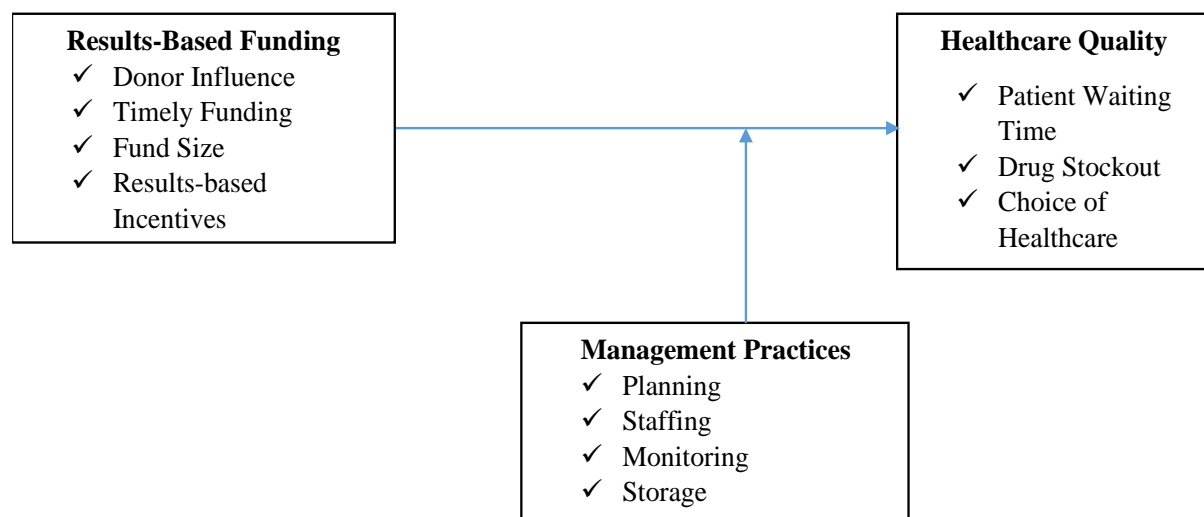 Results-Based Funding
✓ Donor Influence
✓ Timely Funding
✓ Fund Size
✓ Results-based
Incentives
Healthcare Quality
✓ Patient Waiting
Time
✓ Drug Stockout
✓ Choice of
Healthcare
Management Practices
✓ Planning
✓ Staffing
✓ Monitoring
✓ Storage